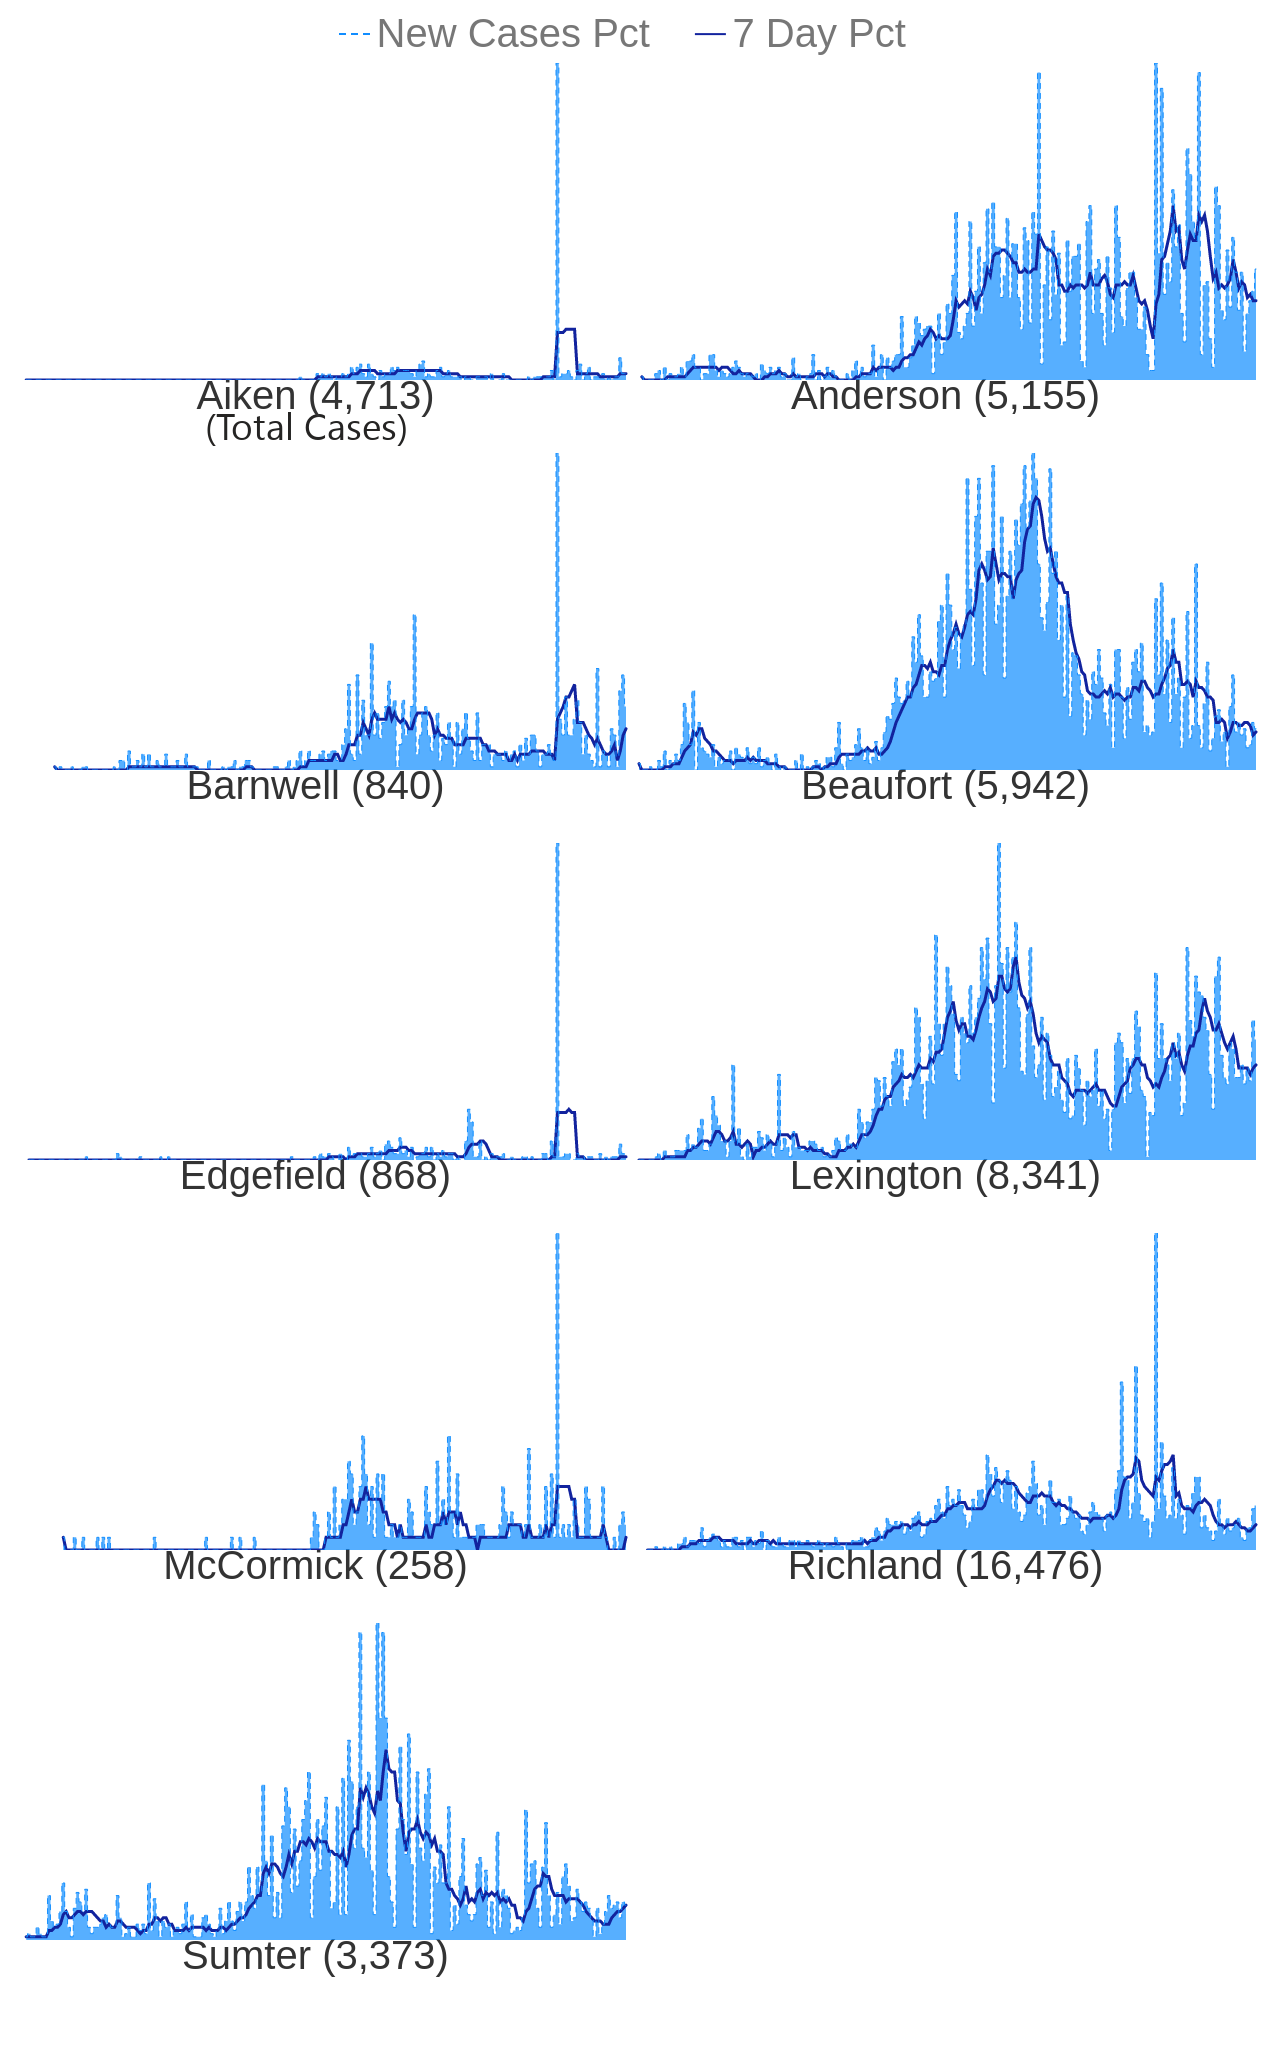 New Cases Pct 7 Day Pct
Aiken (4,713) Anderson (5,155)
(Total Cases)
Barnwell (840) Beaufort (5,942)
Edgefield (868) Lexington (8,341)
McCormick (258) Richland (16,476)
Sumter (3,373)